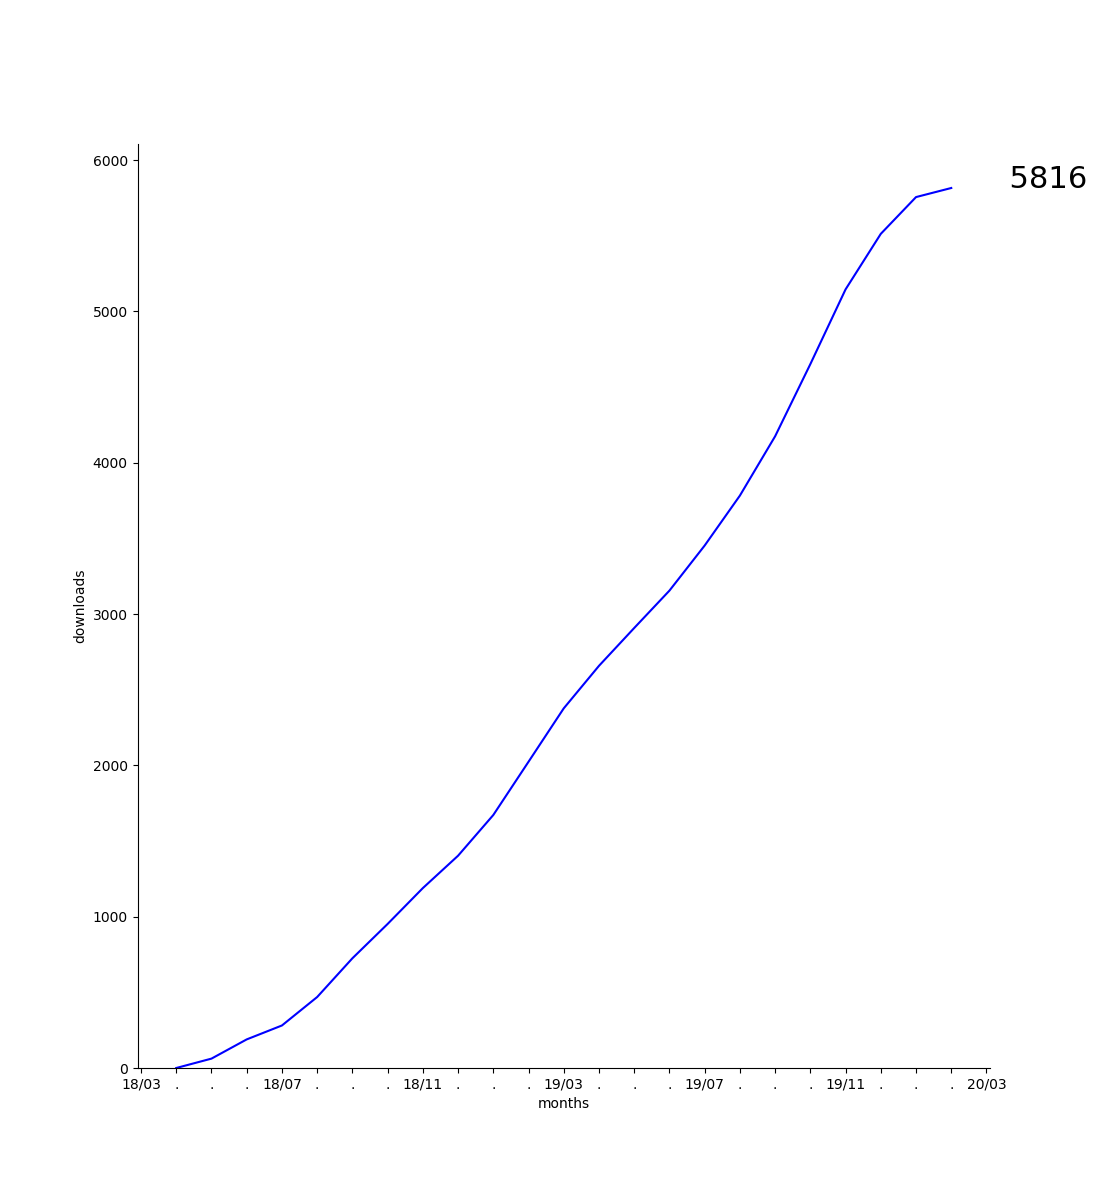 5816
6000
5000
4000
3000
2000
1000
0
downloads
18/03 . . . 18/07 . . . 18/11 . . . 19/03 . . . 19/07 . . . 19/11 . . . 20/03
months